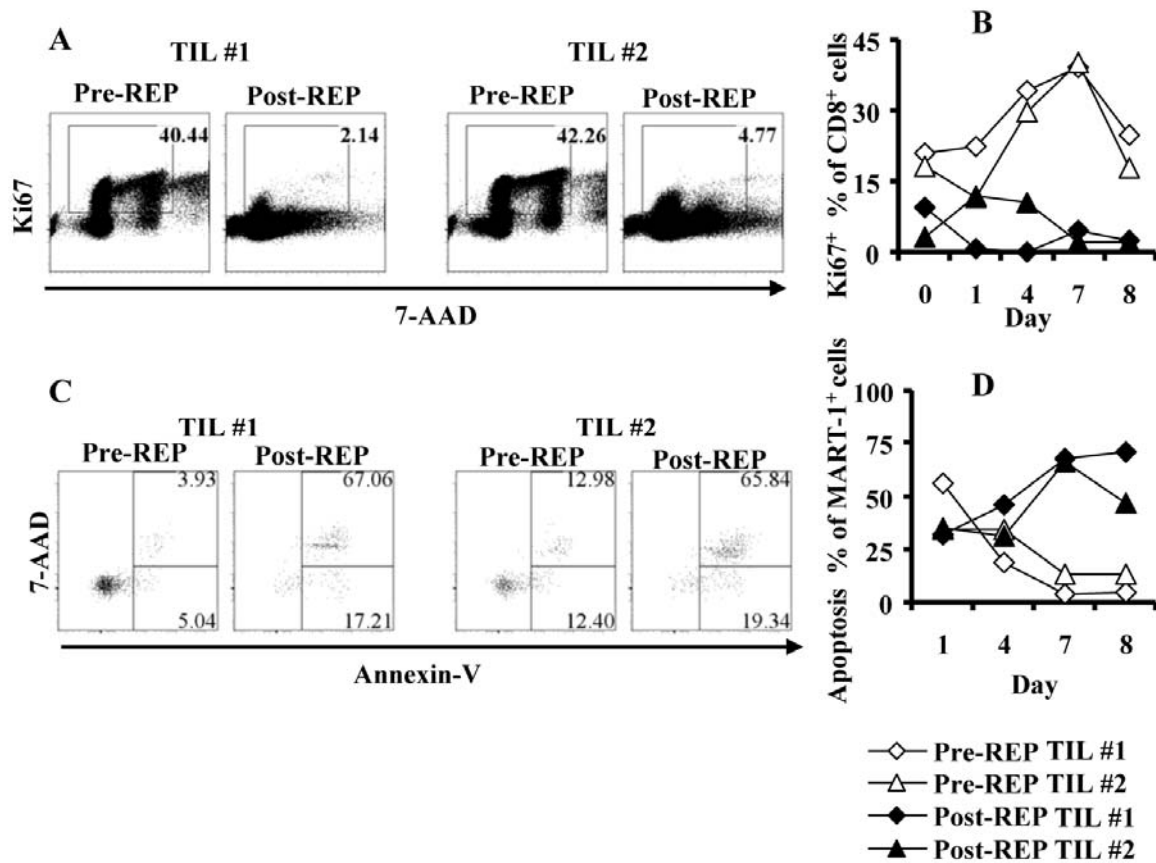 A
TIL #1
TIL #2
Pre-REP
Post-REP
Pre-REP
Post-REP
40.44
2.14
42.26
4.77
Ki67
7-AAD
B
Ki67+ % of CD8+ cells
45
30
15
0
0 1 4 7 8
Day
C
TIL #1
TIL #2
Pre-REP
Post-REP
Pre-REP
Post-REP
3.93
67.06
12.98
65.84
5.04
17.21
12.40
19.34
7-AAD
Annexin-V
D
Apoptosis % of MART-1+ cells
100
75
50
25
0
1 4 7 8
Day
Pre-REP TIL #1
Pre-REP TIL #2
Post-REP TIL #1
Post-REP TIL #2